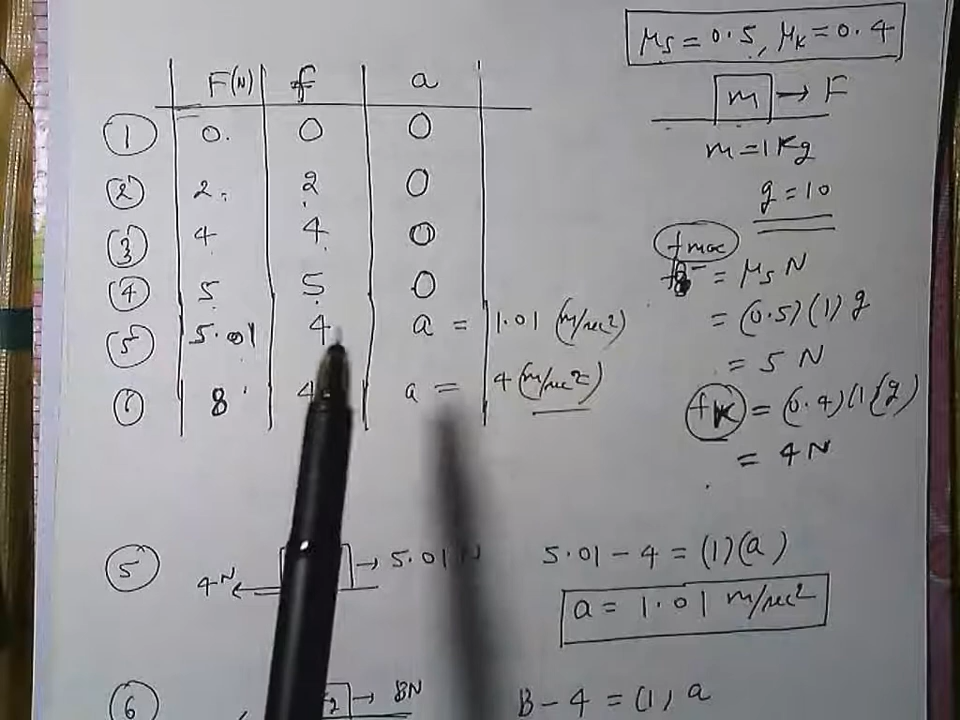 μs = 0.5, μk = 0.4
F(N) f a
1 0. 0 0
2 2. 2 0
3 4 4 0
4 5 5 0
5 5.01 4 a = 1.01 (m/sec²)
6 8 4 a = 4 (m/sec²)
m → F
m = 1 Kg
g = 10
fmax
= μs N
= (0.5)(1) g
= 5 N
fk = (0.4)(1)(g)
= 4 N
5 4N ← → 5.01 N 5.01 - 4 = (1)(a)
a = 1.01 m/sec²
6 → 8N 8 - 4 = (1) a